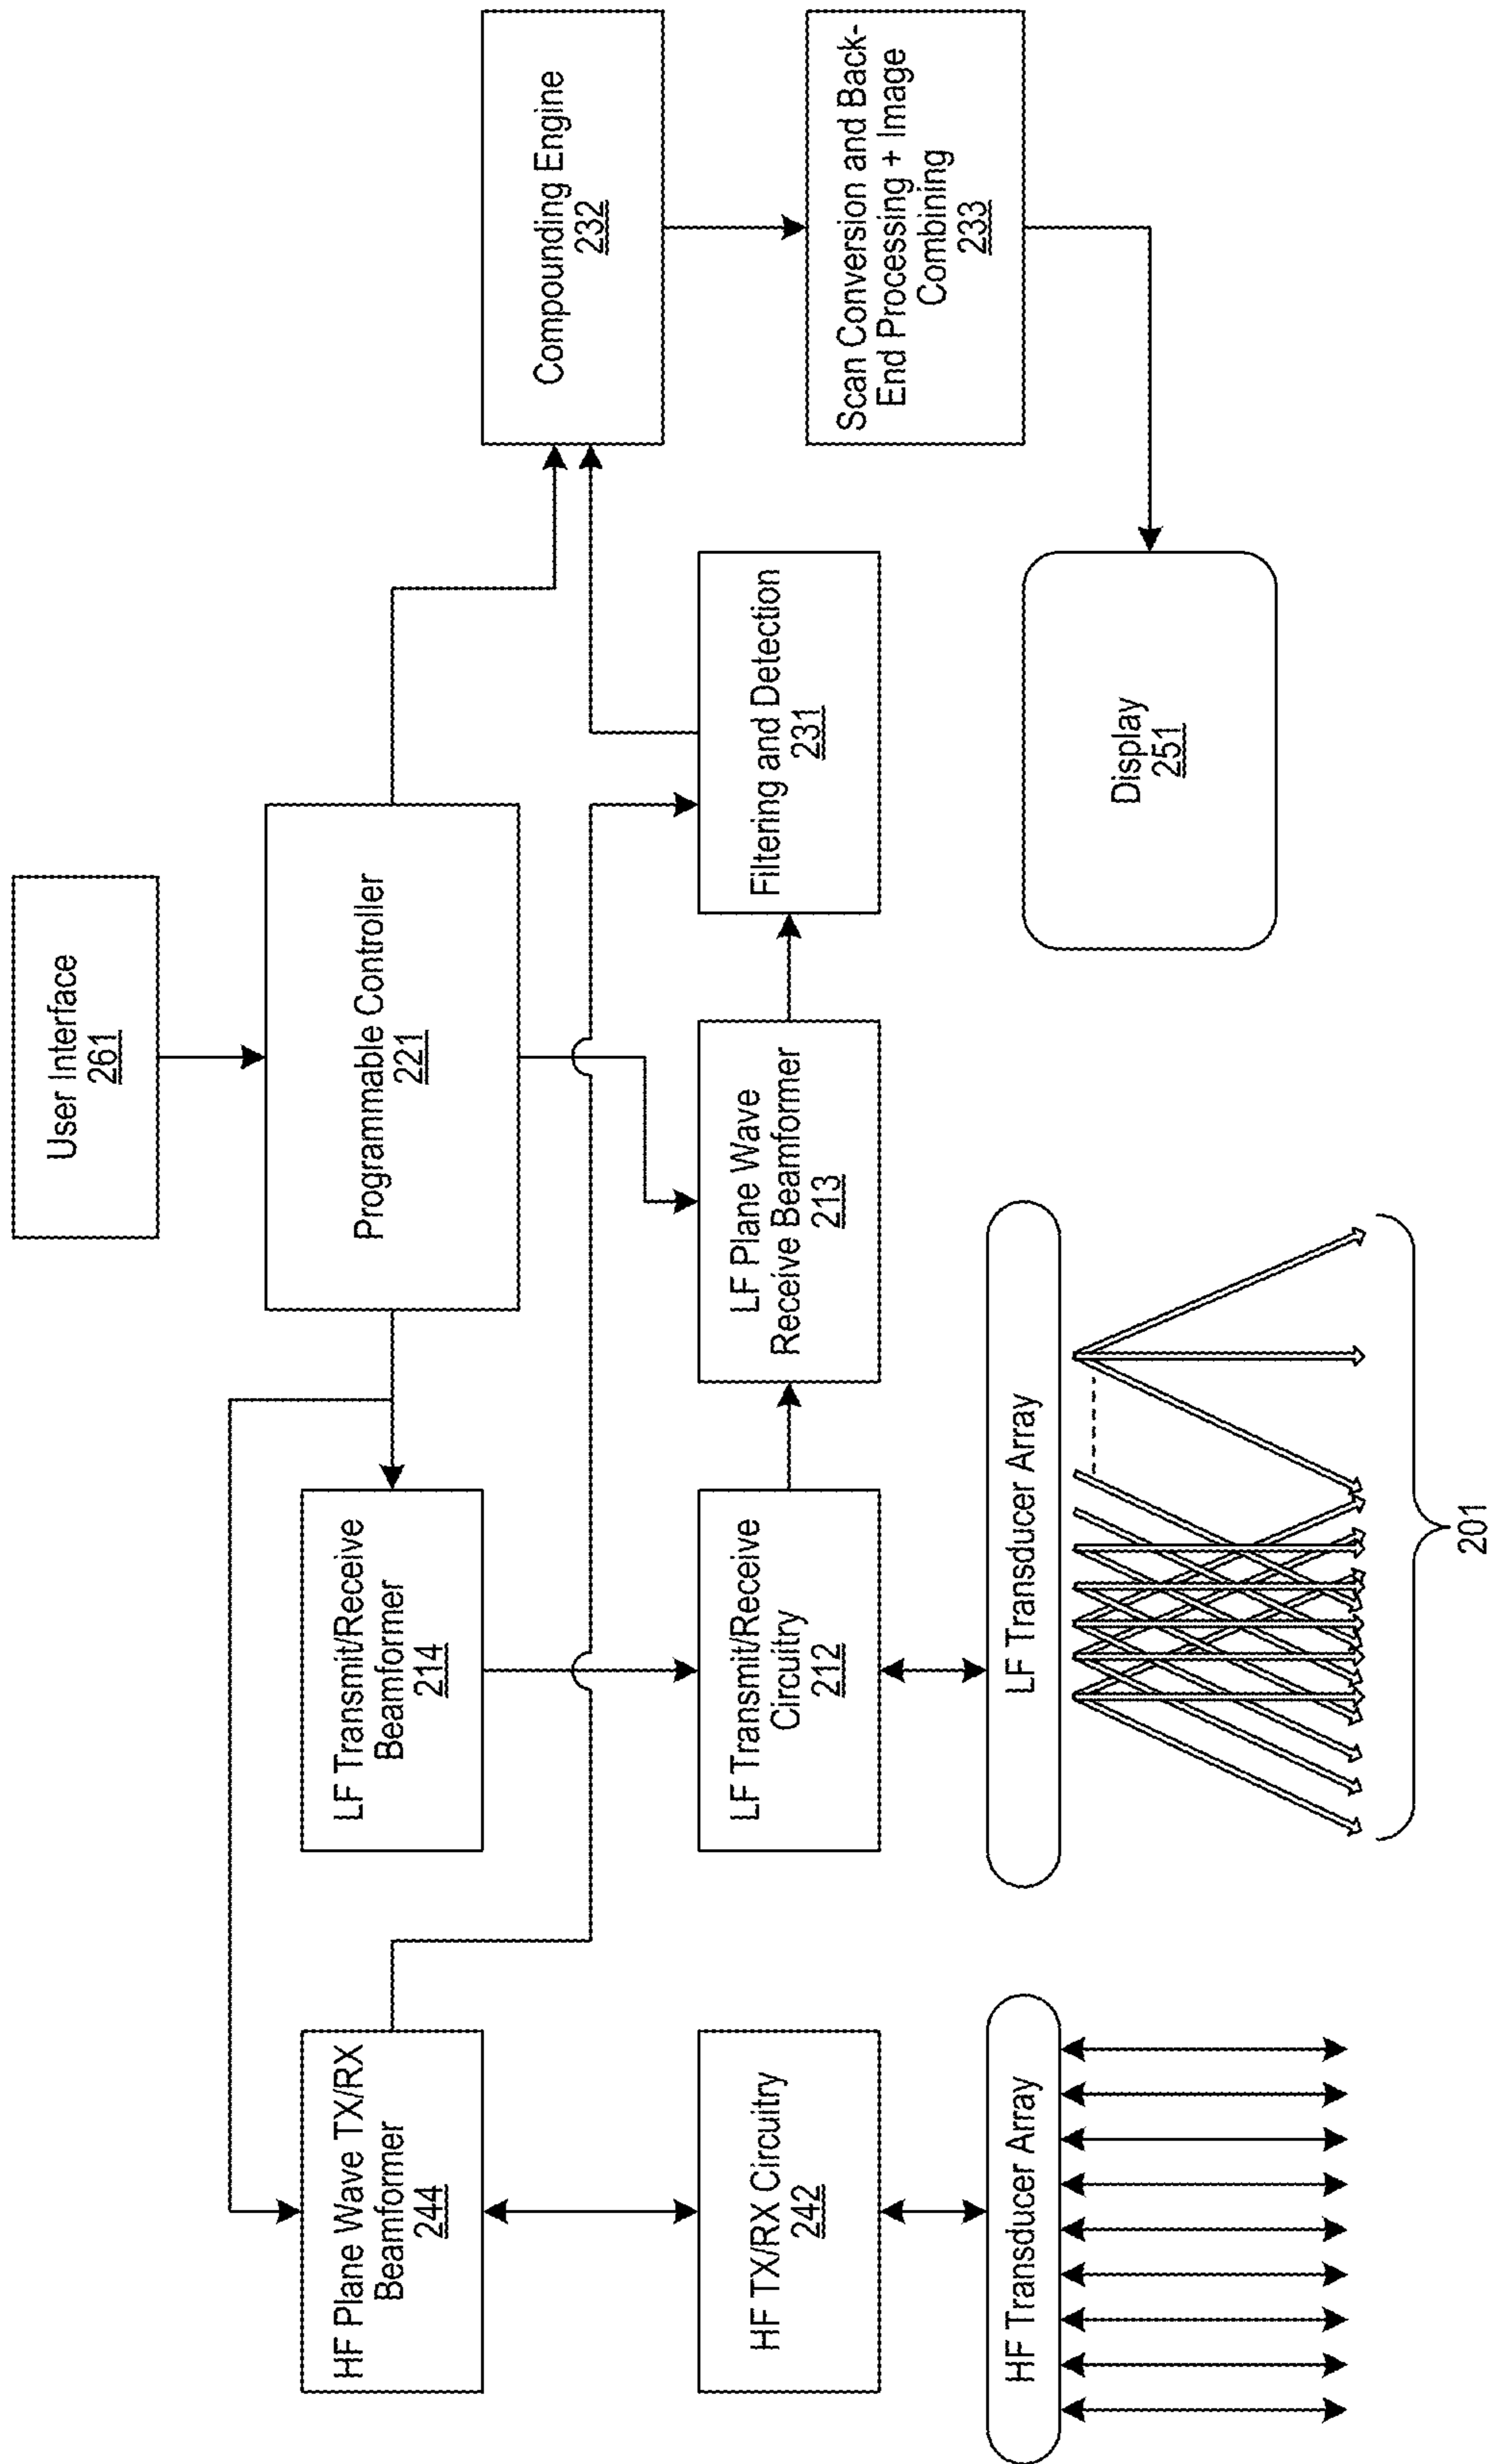 User Interface
261
Programmable Controller
221
HF Plane Wave TX/RX
Beamformer
244
LF Transmit/Receive
Beamformer
214
Compounding Engine
232
HF TX/RX Circuitry
242
LF Transmit/Receive
Circuitry
212
LF Plane Wave
Receive Beamformer
213
Filtering and Detection
231
Scan Conversion and Back-
End Processing + Image
Combining
233
HF Transducer Array
LF Transducer Array
Display
251
201